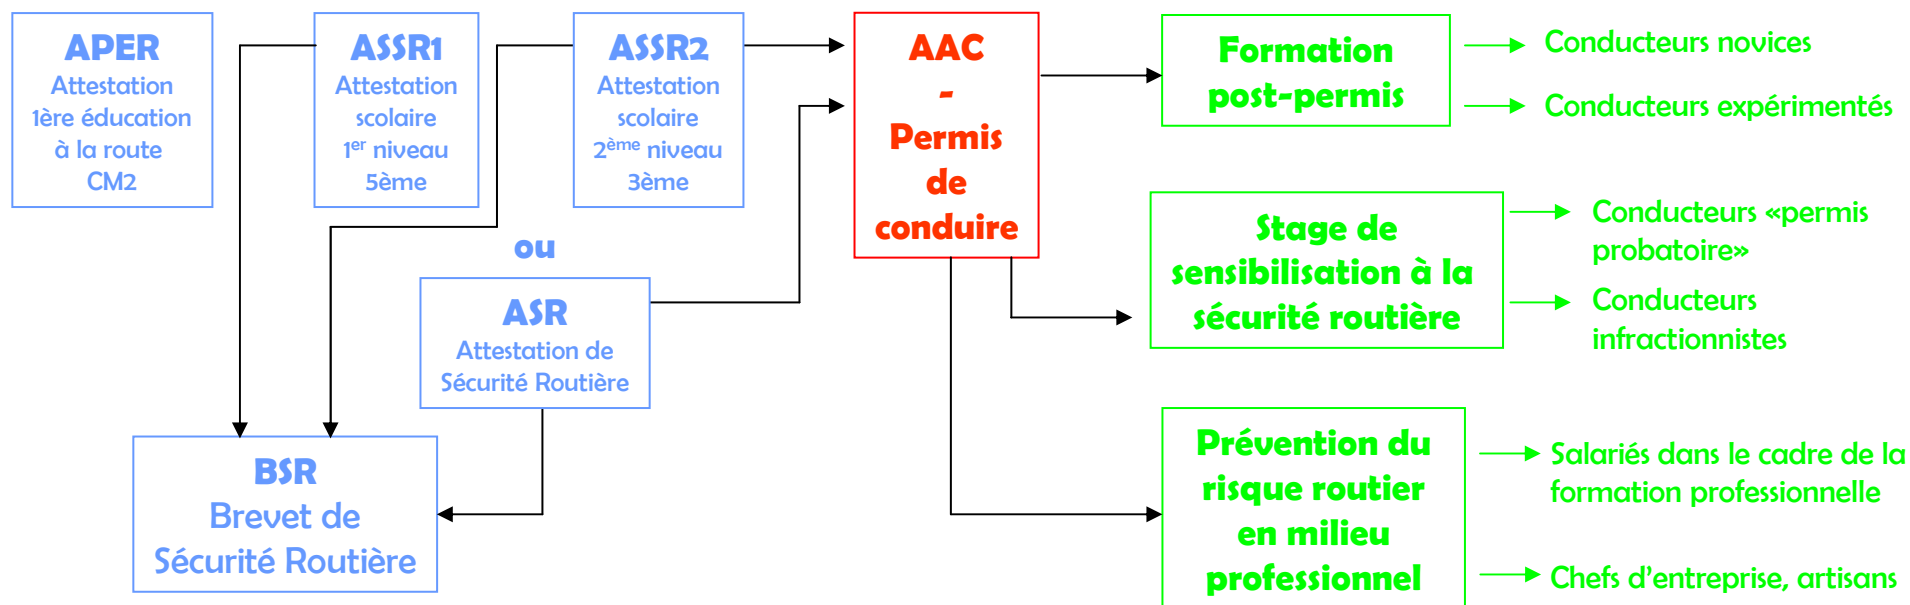 APER
Attestation
1ère éducation
à la route
CM2
ASSR1
Attestation
scolaire
1er niveau
5ème
ASSR2
Attestation
scolaire
2ème niveau
3ème
ou
ASR
Attestation de
Sécurité Routière
BSR
Brevet de
Sécurité Routière
AAC
-
Permis
de
conduire
Formation
post-permis
Conducteurs novices
Conducteurs expérimentés
Stage de
sensibilisation à la
sécurité routière
Conducteurs «permis
probatoire»
Conducteurs
infractionnistes
Prévention du
risque routier
en milieu
professionnel
Salariés dans le cadre de la
formation professionnelle
Chefs d'entreprise, artisans